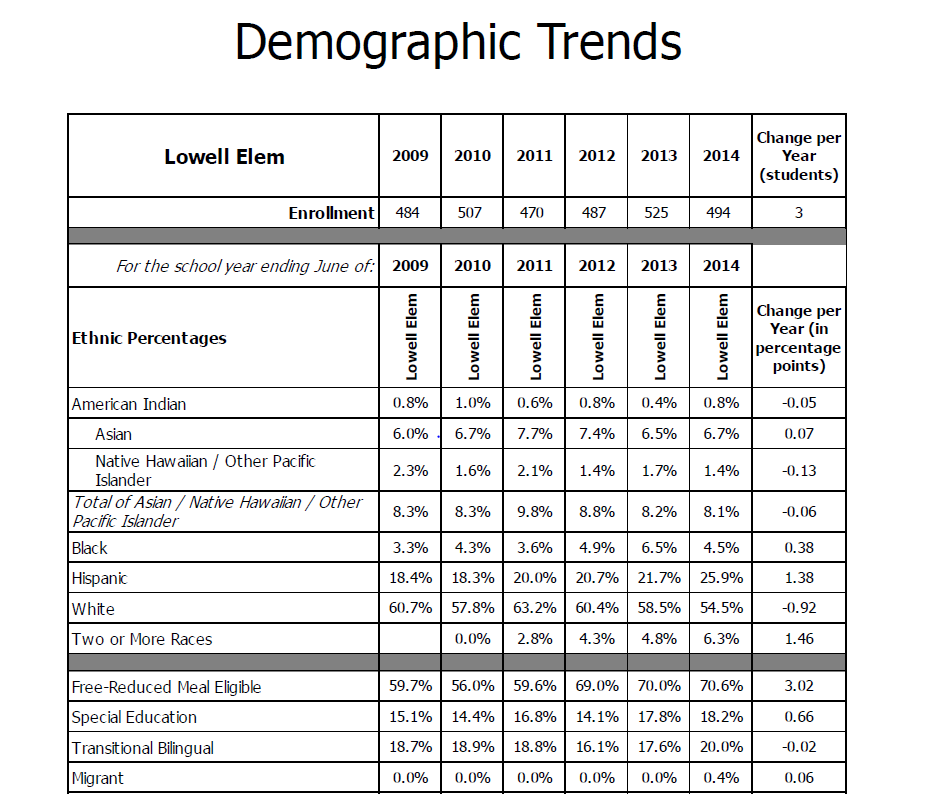 Demographic Trends
Lowell Elem 2009 2010 2011 2012 2013 2014 Change per Year (students)
Enrollment 484 507 470 487 525 494 3
For the school year ending June of: 2009 2010 2011 2012 2013 2014
Ethnic Percentages Lowell Elem Lowell Elem Lowell Elem Lowell Elem Lowell Elem Lowell Elem Change per Year (in percentage points)
American Indian 0.8% 1.0% 0.6% 0.8% 0.4% 0.8% -0.05
Asian 6.0% 6.7% 7.7% 7.4% 6.5% 6.7% 0.07
Native Hawaiian / Other Pacific Islander 2.3% 1.6% 2.1% 1.4% 1.7% 1.4% -0.13
Total of Asian / Native Hawaiian / Other Pacific Islander 8.3% 8.3% 9.8% 8.8% 8.2% 8.1% -0.06
Black 3.3% 4.3% 3.6% 4.9% 6.5% 4.5% 0.38
Hispanic 18.4% 18.3% 20.0% 20.7% 21.7% 25.9% 1.38
White 60.7% 57.8% 63.2% 60.4% 58.5% 54.5% -0.92
Two or More Races 0.0% 2.8% 4.3% 4.8% 6.3% 1.46
Free-Reduced Meal Eligible 59.7% 56.0% 59.6% 69.0% 70.0% 70.6% 3.02
Special Education 15.1% 14.4% 16.8% 14.1% 17.8% 18.2% 0.66
Transitional Bilingual 18.7% 18.9% 18.8% 16.1% 17.6% 20.0% -0.02
Migrant 0.0% 0.0% 0.0% 0.0% 0.0% 0.4% 0.06